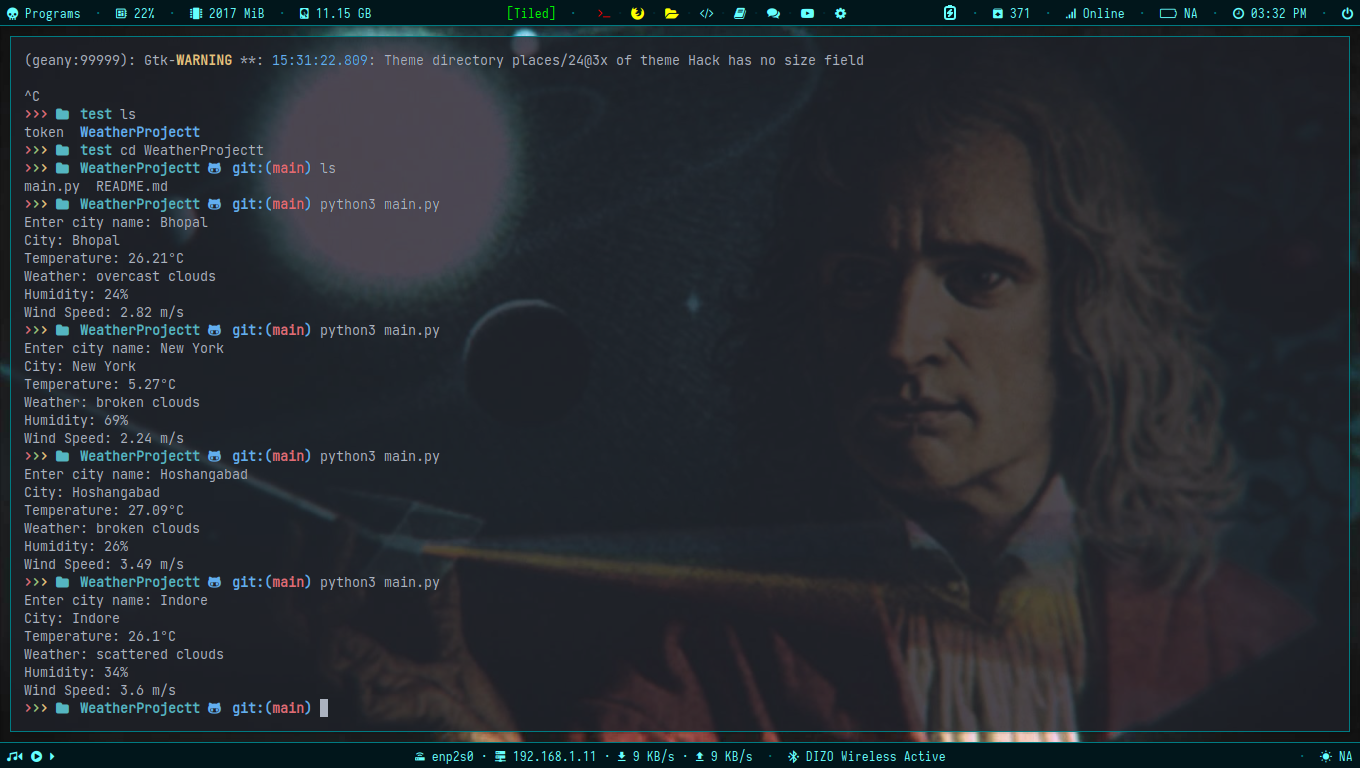 Programs · 22% · 2017 MiB · 11.15 GB [Tiled] · >_ </> · 371 · Online · NA · 03:32 PM ·
(geany:99999): Gtk-WARNING **: 15:31:22.809: Theme directory places/24@3x of theme Hack has no size field
^C
>>> test ls
token WeatherProjectt
>>> test cd WeatherProjectt
>>> WeatherProjectt git:(main) ls
main.py README.md
>>> WeatherProjectt git:(main) python3 main.py
Enter city name: Bhopal
City: Bhopal
Temperature: 26.21°C
Weather: overcast clouds
Humidity: 24%
Wind Speed: 2.82 m/s
>>> WeatherProjectt git:(main) python3 main.py
Enter city name: New York
City: New York
Temperature: 5.27°C
Weather: broken clouds
Humidity: 69%
Wind Speed: 2.24 m/s
>>> WeatherProjectt git:(main) python3 main.py
Enter city name: Hoshangabad
City: Hoshangabad
Temperature: 27.09°C
Weather: broken clouds
Humidity: 26%
Wind Speed: 3.49 m/s
>>> WeatherProjectt git:(main) python3 main.py
Enter city name: Indore
City: Indore
Temperature: 26.1°C
Weather: scattered clouds
Humidity: 34%
Wind Speed: 3.6 m/s
>>> WeatherProjectt git:(main)
enp2s0 · 192.168.1.11 · 9 KB/s · 9 KB/s · DIZO Wireless Active · NA